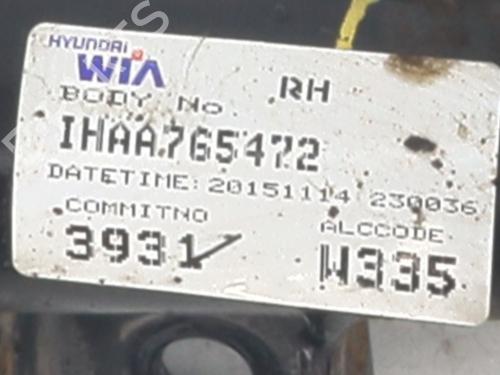 HYUNDAI
WIA
RH
BODY No.
IHAA765472
DATETIME: 20151114 230036
COMMITNO ALCCODE
3931 W335